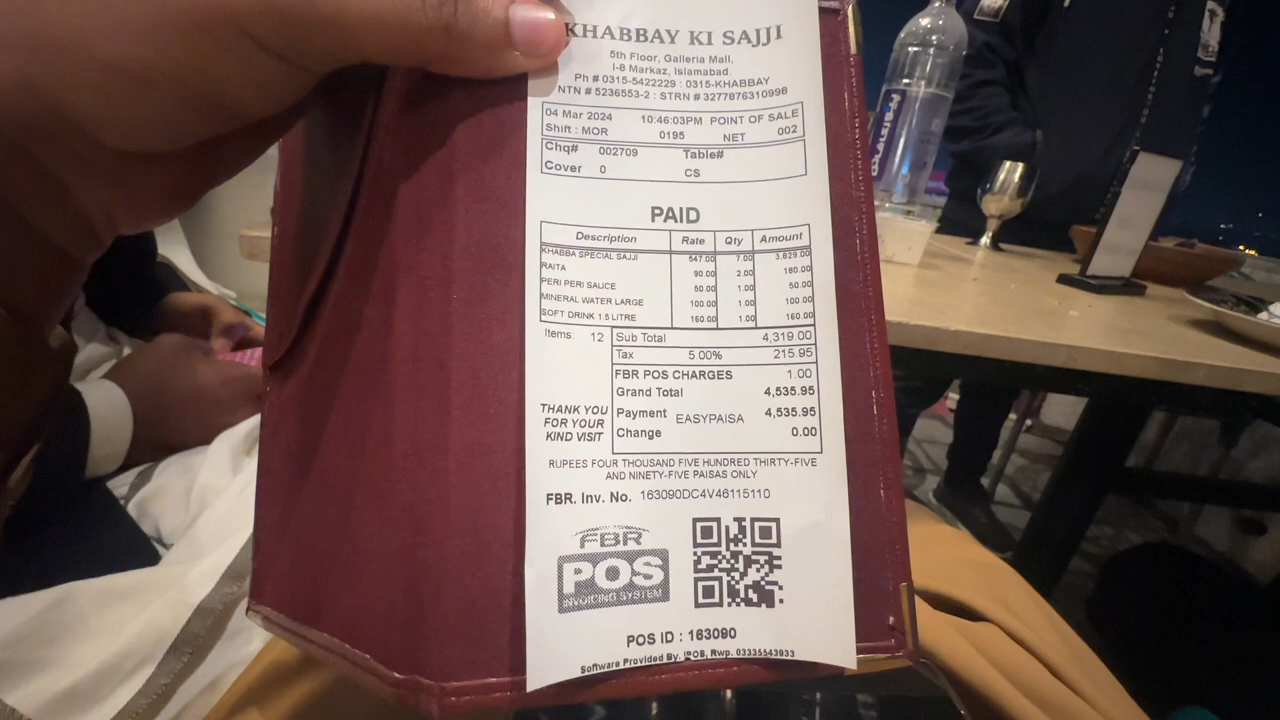 KHABBAY KI SAJJI
5th Floor, Galleria Mall,
I-8 Markaz, Islamabad.
Ph # 0315-5422229 : 0315-KHABBAY
NTN # 5236553-2 : STRN # 3277876310998
04 Mar 2024 10:46:03PM POINT OF SALE
Shift : MOR 0195 NET 002
Chq# 002709 Table#
Cover 0 CS
PAID
Description Rate Qty Amount
KHABBA SPECIAL SAJJI 547.00 7.00 3,829.00
RAITA 90.00 2.00 180.00
PERI PERI SAUCE 50.00 1.00 50.00
MINERAL WATER LARGE 100.00 1.00 100.00
SOFT DRINK 1.5 LITRE 160.00 1.00 160.00
Items: 12 Sub Total 4,319.00
Tax 5.00% 215.95
FBR POS CHARGES 1.00
Grand Total 4,535.95
THANK YOU
FOR YOUR
KIND VISIT
Payment EASYPAISA 4,535.95
Change 0.00
RUPEES FOUR THOUSAND FIVE HUNDRED THIRTY-FIVE
AND NINETY-FIVE PAISAS ONLY
FBR. Inv. No. 163090DC4V46115110
FBR
POS
INVOICING SYSTEM
POS ID : 163090
Software Provided By. IPOS, Rwp. 03335543933